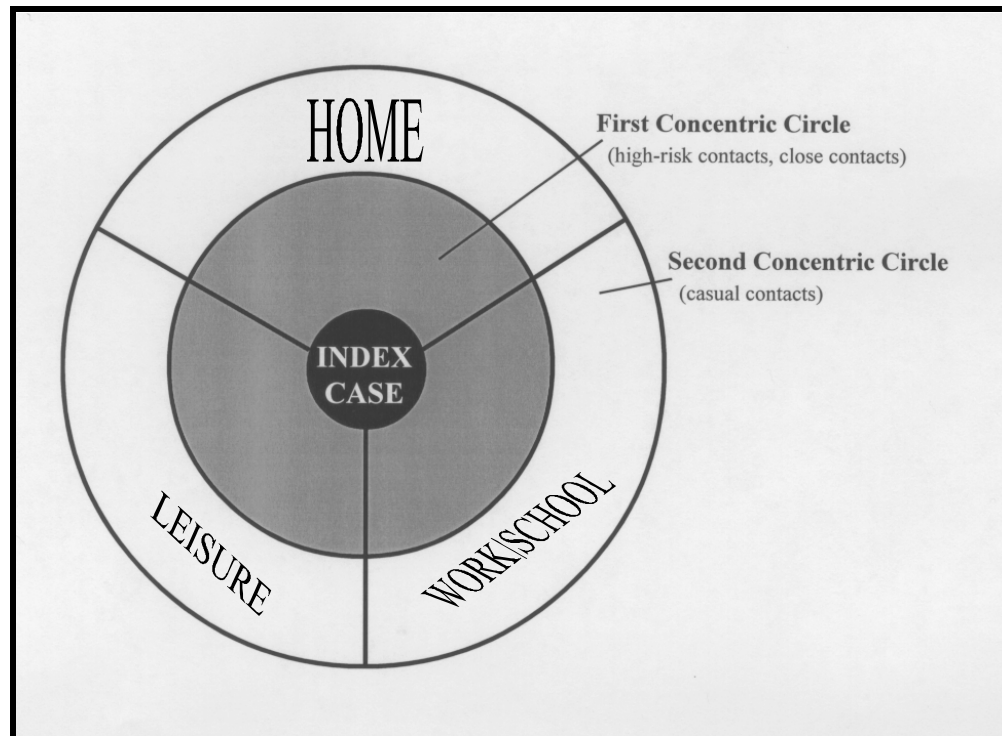 HOME
First Concentric Circle
(high-risk contacts, close contacts)
Second Concentric Circle
(casual contacts)
INDEX
CASE
LEISURE
WORK/SCHOOL